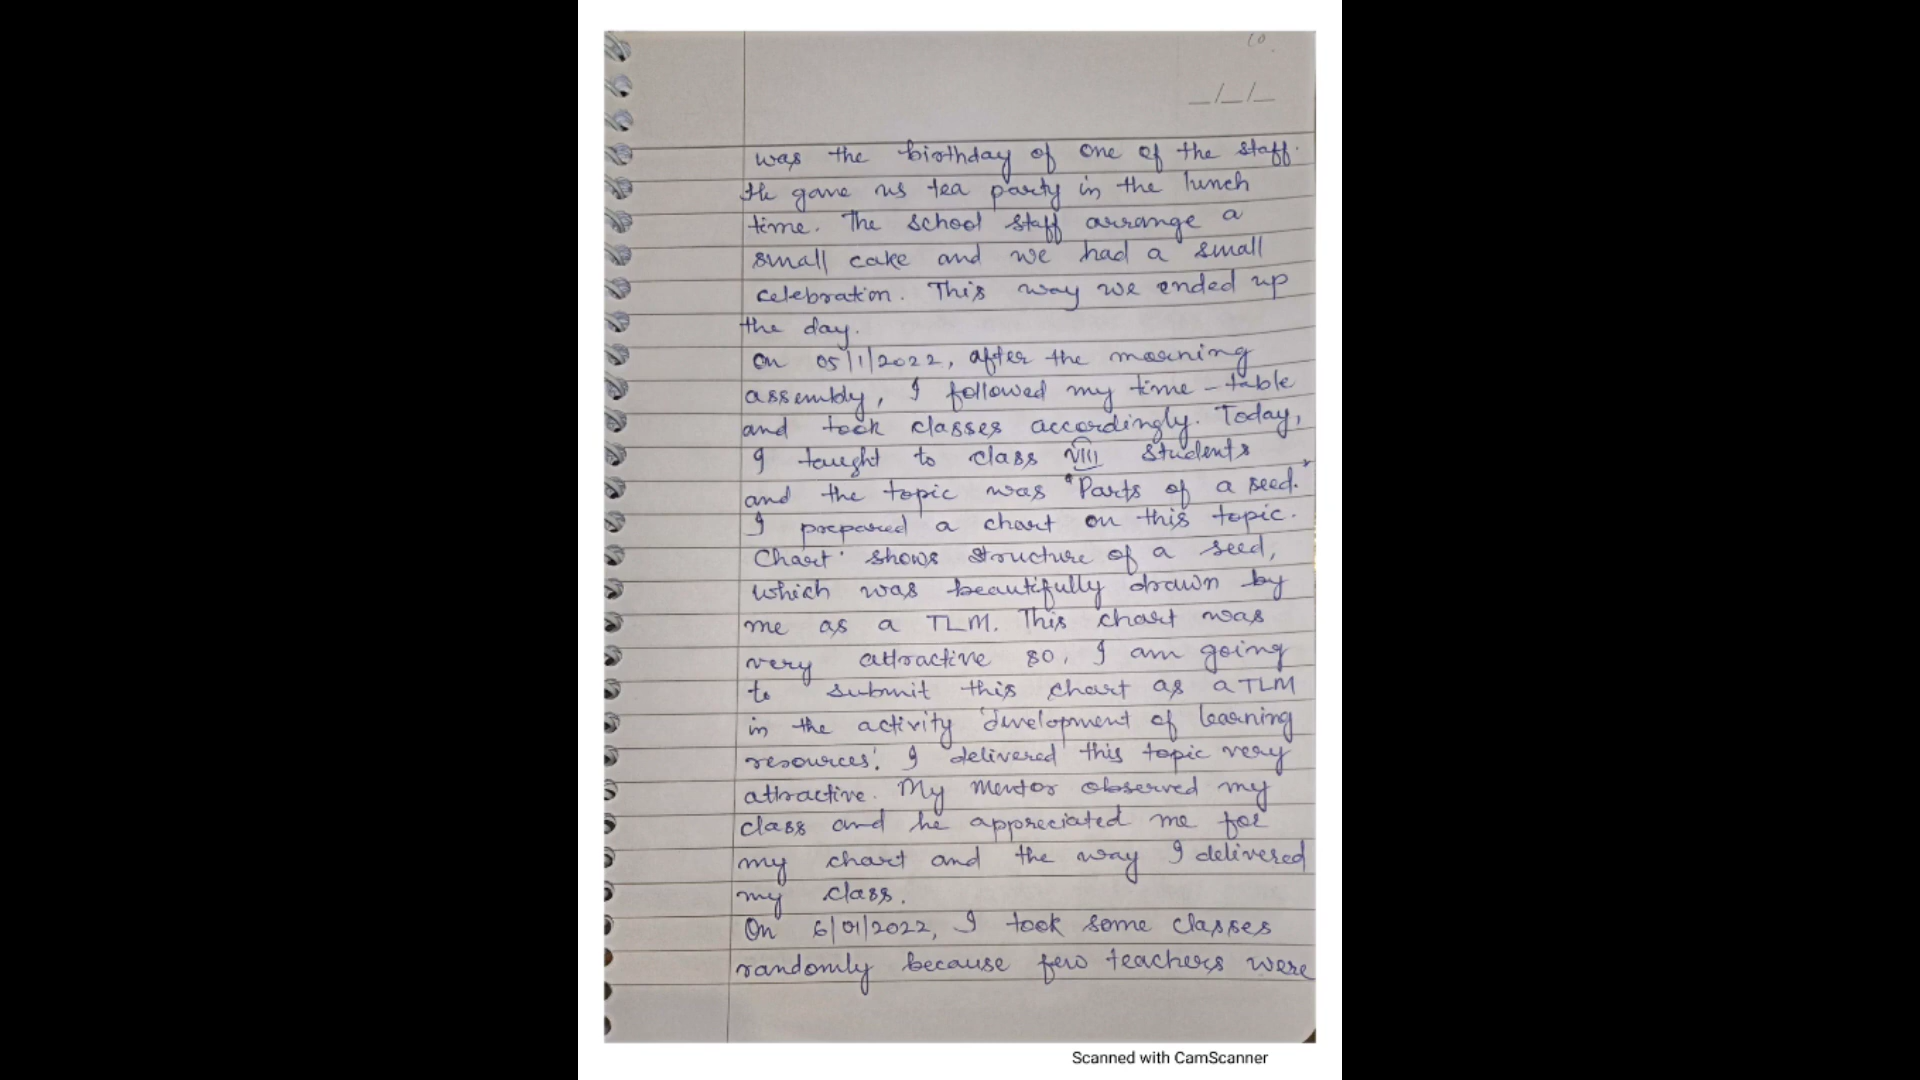 10
_/_/_
was the birthday of one of the staff.
He gave us tea party in the lunch
time. The school staff arrange a
small cake and we had a small
celebration. This way we ended up
the day.
On 05/1/2022, after the morning
assembly, I followed my time-table
and took classes accordingly. Today,
I taught to class VIII students
and the topic was "Parts of a seed."
I prepared a chart on this topic.
Chart shows structure of a seed,
which was beautifully drawn by
me as a TLM. This chart was
very attractive so, I am going
to submit this chart as a TLM
in the activity 'development of learning
resources'. I delivered this topic very
attractive. My mentor observed my
class and he appreciated me for
my chart and the way I delivered
my class.
On 6/01/2022, I took some classes
randomly because few teachers were
Scanned with CamScanner